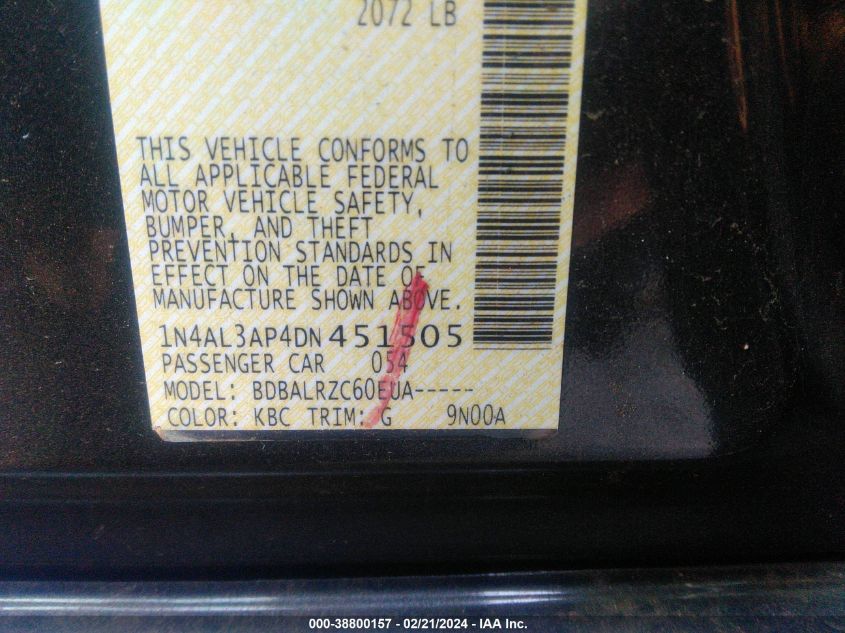 2072 LB
THIS VEHICLE CONFORMS TO
ALL APPLICABLE FEDERAL
MOTOR VEHICLE SAFETY,
BUMPER, AND THEFT
PREVENTION STANDARDS IN
EFFECT ON THE DATE OF
MANUFACTURE SHOWN ABOVE.
1N4AL3AP4DN451505
PASSENGER CAR 054
MODEL: BDBALRZC60EUA-----
COLOR: KBC TRIM: G 9N00A
000-38800157 - 02/21/2024 - IAA Inc.